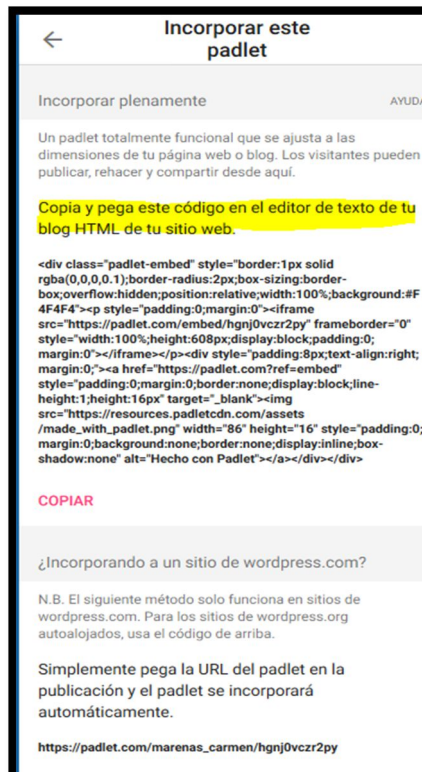 Incorporar este
padlet
Incorporar plenamente AYUDA
Un padlet totalmente funcional que se ajusta a las
dimensiones de tu página web o blog. Los visitantes pueden
publicar, rehacer y compartir desde aquí.
Copia y pega este código en el editor de texto de tu
blog HTML de tu sitio web.
<div class="padlet-embed" style="border:1px solid
rgba(0,0,0,0.1);border-radius:2px;box-sizing:border-
box;overflow:hidden;position:relative;width:100%;background:#F
4F4F4"><p style="padding:0;margin:0"><iframe
src="https://padlet.com/embed/hgnj0vczr2py" frameborder="0"
style="width:100%;height:608px;display:block;padding:0;
margin:0"></iframe></p><div style="padding:8px;text-align:right;
margin:0;"><a href="https://padlet.com?ref=embed"
style="padding:0;margin:0;border:none;display:block;line-
height:1;height:16px" target="_blank"><img
src="https://resources.padletcdn.com/assets
/made_with_padlet.png" width="86" height="16" style="padding:0;
margin:0;background:none;border:none;display:inline;box-
shadow:none" alt="Hecho con Padlet"></a></div></div>
COPIAR
¿Incorporando a un sitio de wordpress.com?
N.B. El siguiente método solo funciona en sitios de
wordpress.com. Para los sitios de wordpress.org
autoalojados, usa el código de arriba.
Simplemente pega la URL del padlet en la
publicación y el padlet se incorporará
automáticamente.
https://padlet.com/marenas_carmen/hgnj0vczr2py